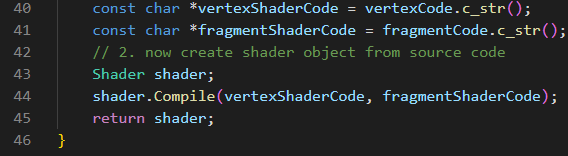 40 const char *vertexShaderCode = vertexCode.c_str();
41 const char *fragmentShaderCode = fragmentCode.c_str();
42 // 2. now create shader object from source code
43 Shader shader;
44 shader.Compile(vertexShaderCode, fragmentShaderCode);
45 return shader;
46 }